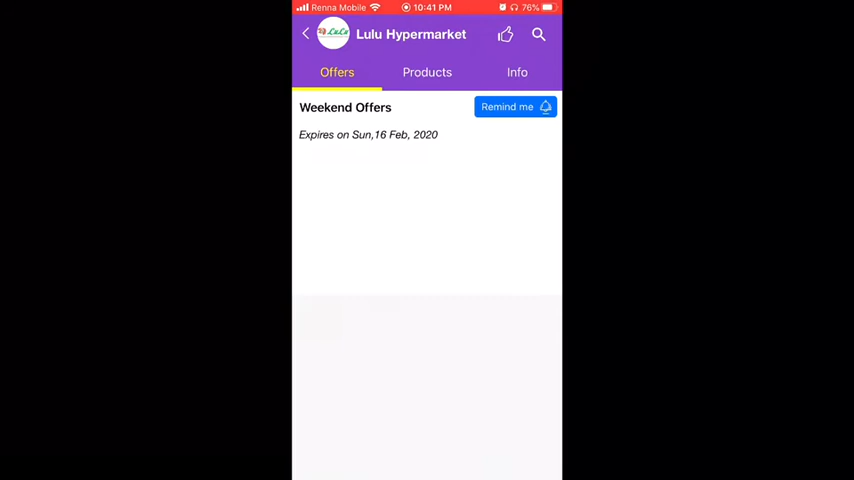 Renna Mobile 10:41 PM 76%
LuLu Lulu Hypermarket
Offers Products Info
Weekend Offers Remind me
Expires on Sun,16 Feb, 2020